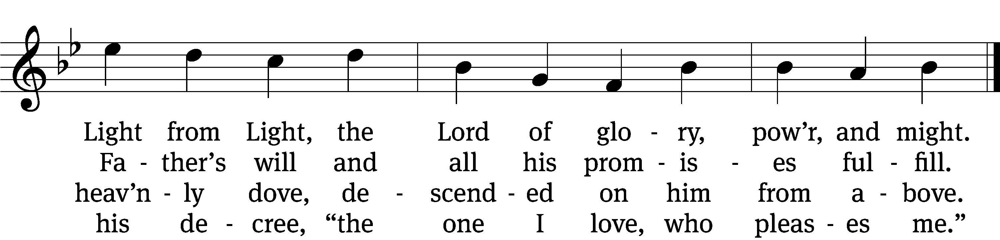 Light from Light, the Lord of glo - ry, pow’r, and might.
Fa - ther’s will and all his prom - is - es ful - fill.
heav’n - ly dove, de - scend - ed on him from a - bove.
his de - cree, “the one I love, who pleas - es me.”